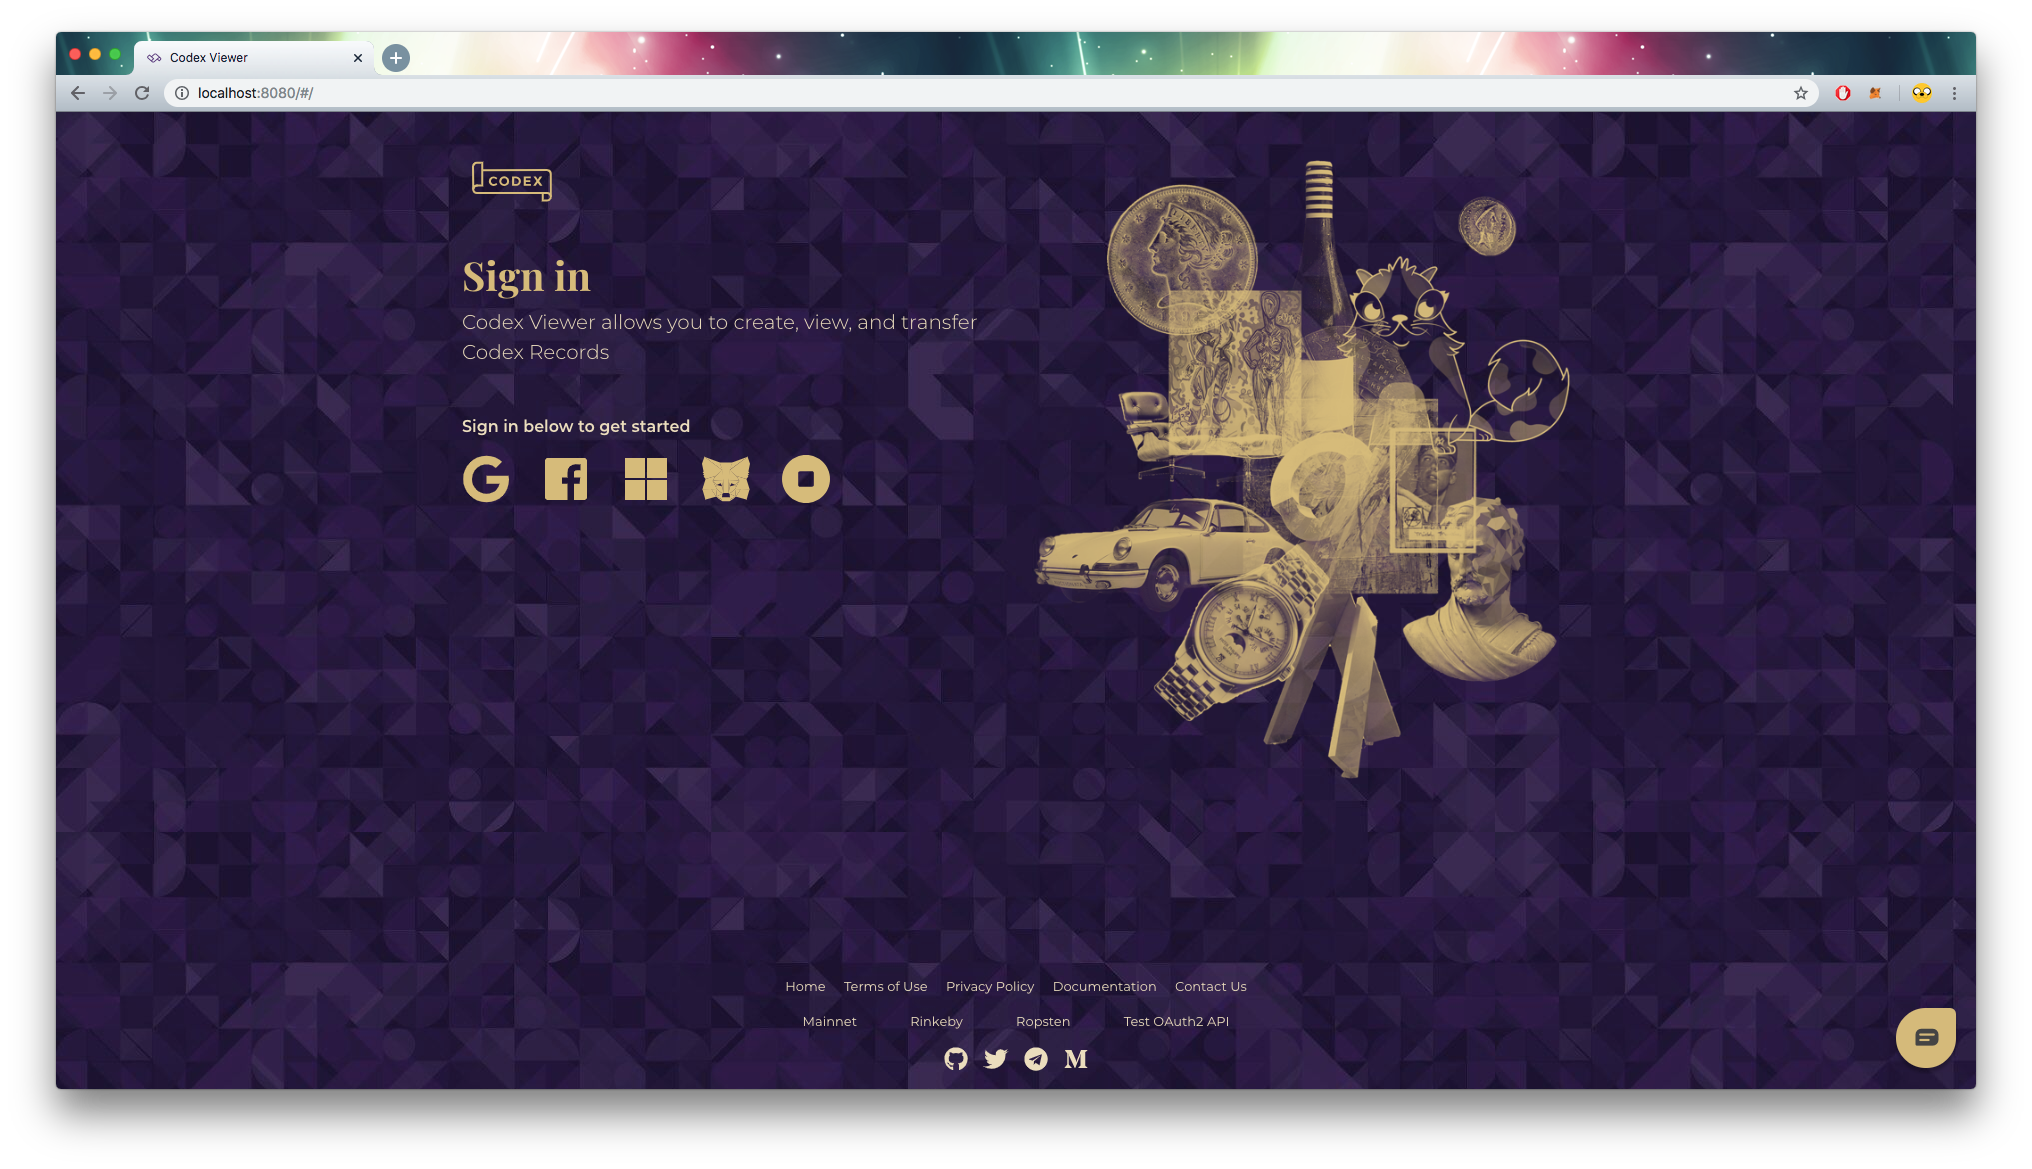 Codex Viewer
localhost:8080/#/
CODEX
Sign in
Codex Viewer allows you to create, view, and transfer
Codex Records
Sign in below to get started
Home Terms of Use Privacy Policy Documentation Contact Us
Mainnet Rinkeby Ropsten Test OAuth2 API